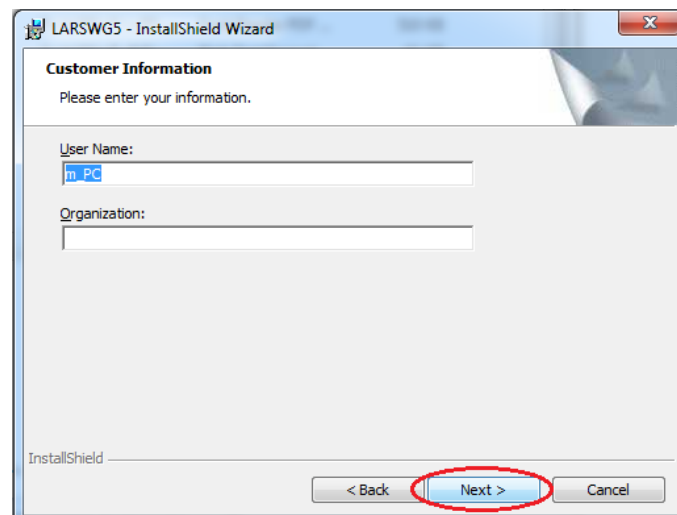 LARSWG5 - InstallShield Wizard
Customer Information
Please enter your information.
User Name:
m_PC
Organization:
InstallShield
< Back
Next >
Cancel